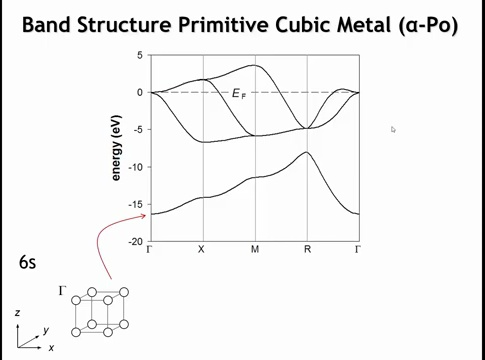 Band Structure Primitive Cubic Metal (α-Po)
5
0
-5
-10
-15
-20
energy (eV)
E F
Γ X M R Γ
6s
Γ
z
y
x